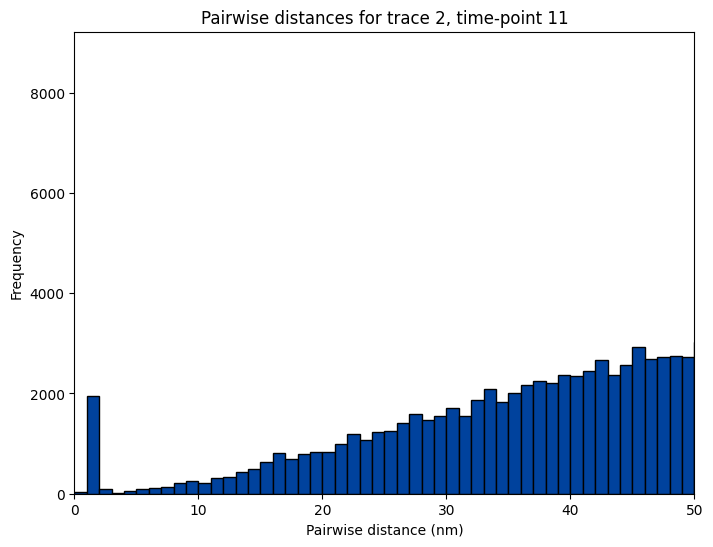 Pairwise distances for trace 2, time-point 11
8000
6000
4000
2000
0
Frequency
0 10 20 30 40 50
Pairwise distance (nm)